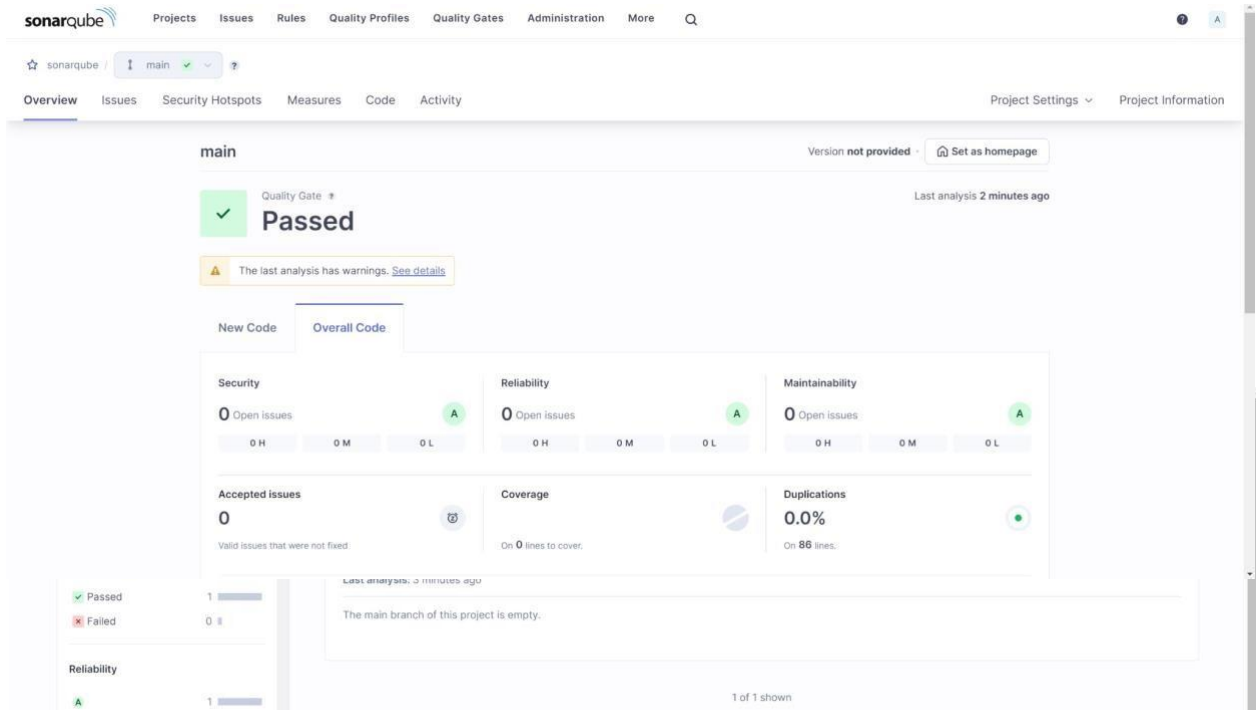 sonarqube Projects Issues Rules Quality Profiles Quality Gates Administration More ? A
sonarqube / main ?
Overview Issues Security Hotspots Measures Code Activity Project Settings Project Information
main Version not provided · Set as homepage
Quality Gate ? Last analysis 2 minutes ago
Passed
The last analysis has warnings. See details
New Code Overall Code
Security Reliability Maintainability
0 Open issues A 0 Open issues A 0 Open issues A
0 H 0 M 0 L 0 H 0 M 0 L 0 H 0 M 0 L
Accepted issues Coverage Duplications
0 0.0%
Valid issues that were not fixed On 0 lines to cover. On 86 lines.
Last analysis: 3 minutes ago
Passed 1
The main branch of this project is empty.
Failed 0
Reliability
1 of 1 shown
A 1